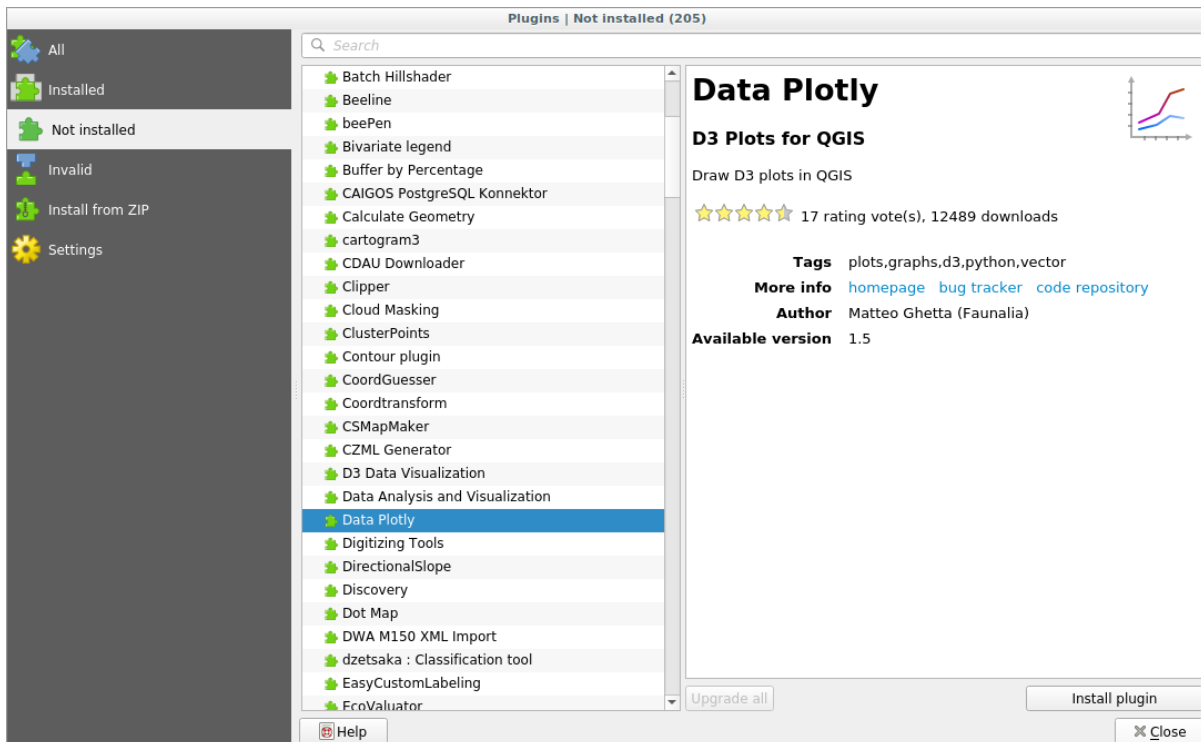 Plugins | Not installed (205)
All
Installed
Not installed
Invalid
Install from ZIP
Settings
Search
Batch Hillshader
Beeline
beePen
Bivariate legend
Buffer by Percentage
CAIGOS PostgreSQL Konnektor
Calculate Geometry
cartogram3
CDAU Downloader
Clipper
Cloud Masking
ClusterPoints
Contour plugin
CoordGuesser
Coordtransform
CSMapMaker
CZML Generator
D3 Data Visualization
Data Analysis and Visualization
Data Plotly
Digitizing Tools
DirectionalSlope
Discovery
Dot Map
DWA M150 XML Import
dzetsaka : Classification tool
EasyCustomLabeling
EcoValuator
Data Plotly
D3 Plots for QGIS
Draw D3 plots in QGIS
17 rating vote(s), 12489 downloads
Tags plots,graphs,d3,python,vector
More info homepage bug tracker code repository
Author Matteo Ghetta (Faunalia)
Available version 1.5
Upgrade all
Install plugin
Help
Close